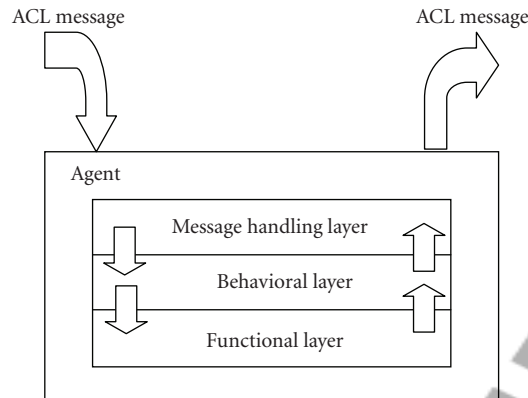 ACL message
ACL message
Agent
Message handling layer
Behavioral layer
Functional layer